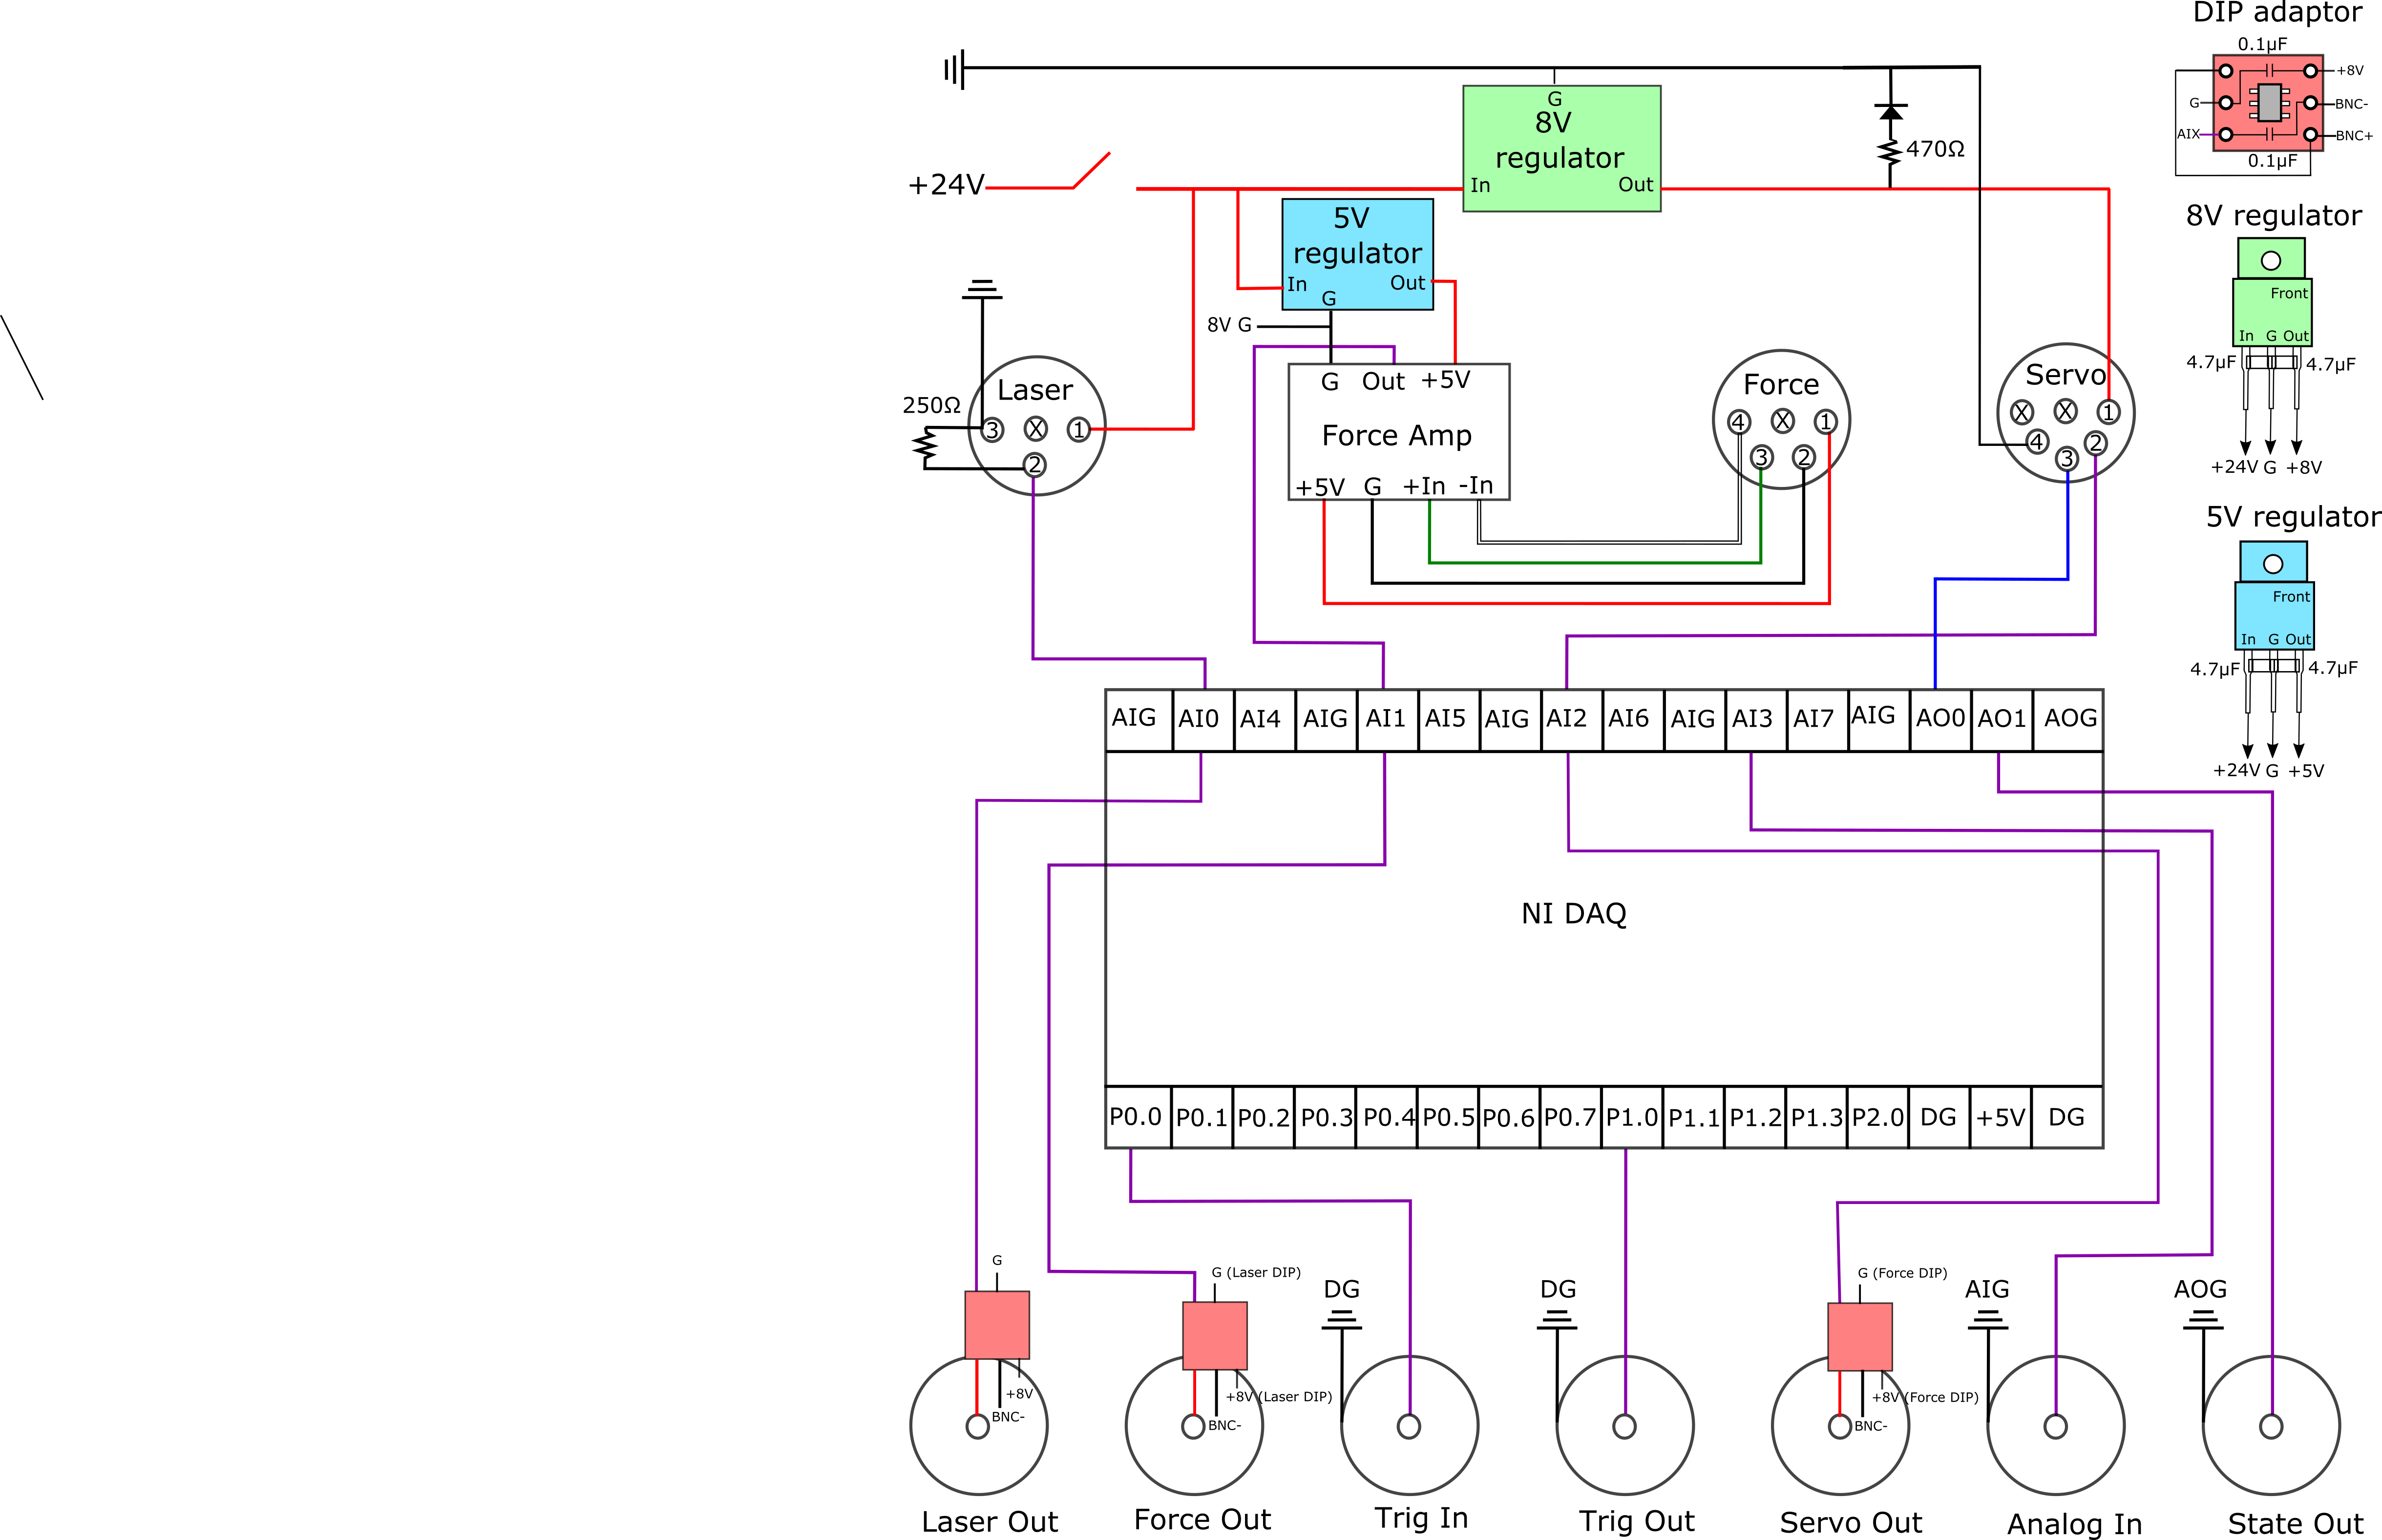 DIP adaptor
0.1µF
+8V
G
BNC-
AIX
BNC+
0.1µF
G
8V
regulator
In
Out
470Ω
+24V
5V
regulator
In
Out
G
8V G
8V regulator
Front
In G Out
4.7µF
4.7µF
+24V G +8V
5V regulator
Front
In G Out
4.7µF
4.7µF
+24V G +5V
Laser
250Ω
3 X 1
2
G Out +5V
Force Amp
+5V G +In -In
Force
4 X 1
3 2
Servo
X X 1
4 3 2
AIG AI0 AI4 AIG AI1 AI5 AIG AI2 AI6 AIG AI3 AI7 AIG AO0 AO1 AOG
NI DAQ
P0.0 P0.1 P0.2 P0.3 P0.4 P0.5 P0.6 P0.7 P1.0 P1.1 P1.2 P1.3 P2.0 DG +5V DG
G
G (Laser DIP)
DG
DG
G (Force DIP)
AIG
AOG
+8V
BNC-
+8V (Laser DIP)
BNC-
+8V (Force DIP)
BNC-
Laser Out
Force Out
Trig In
Trig Out
Servo Out
Analog In
State Out